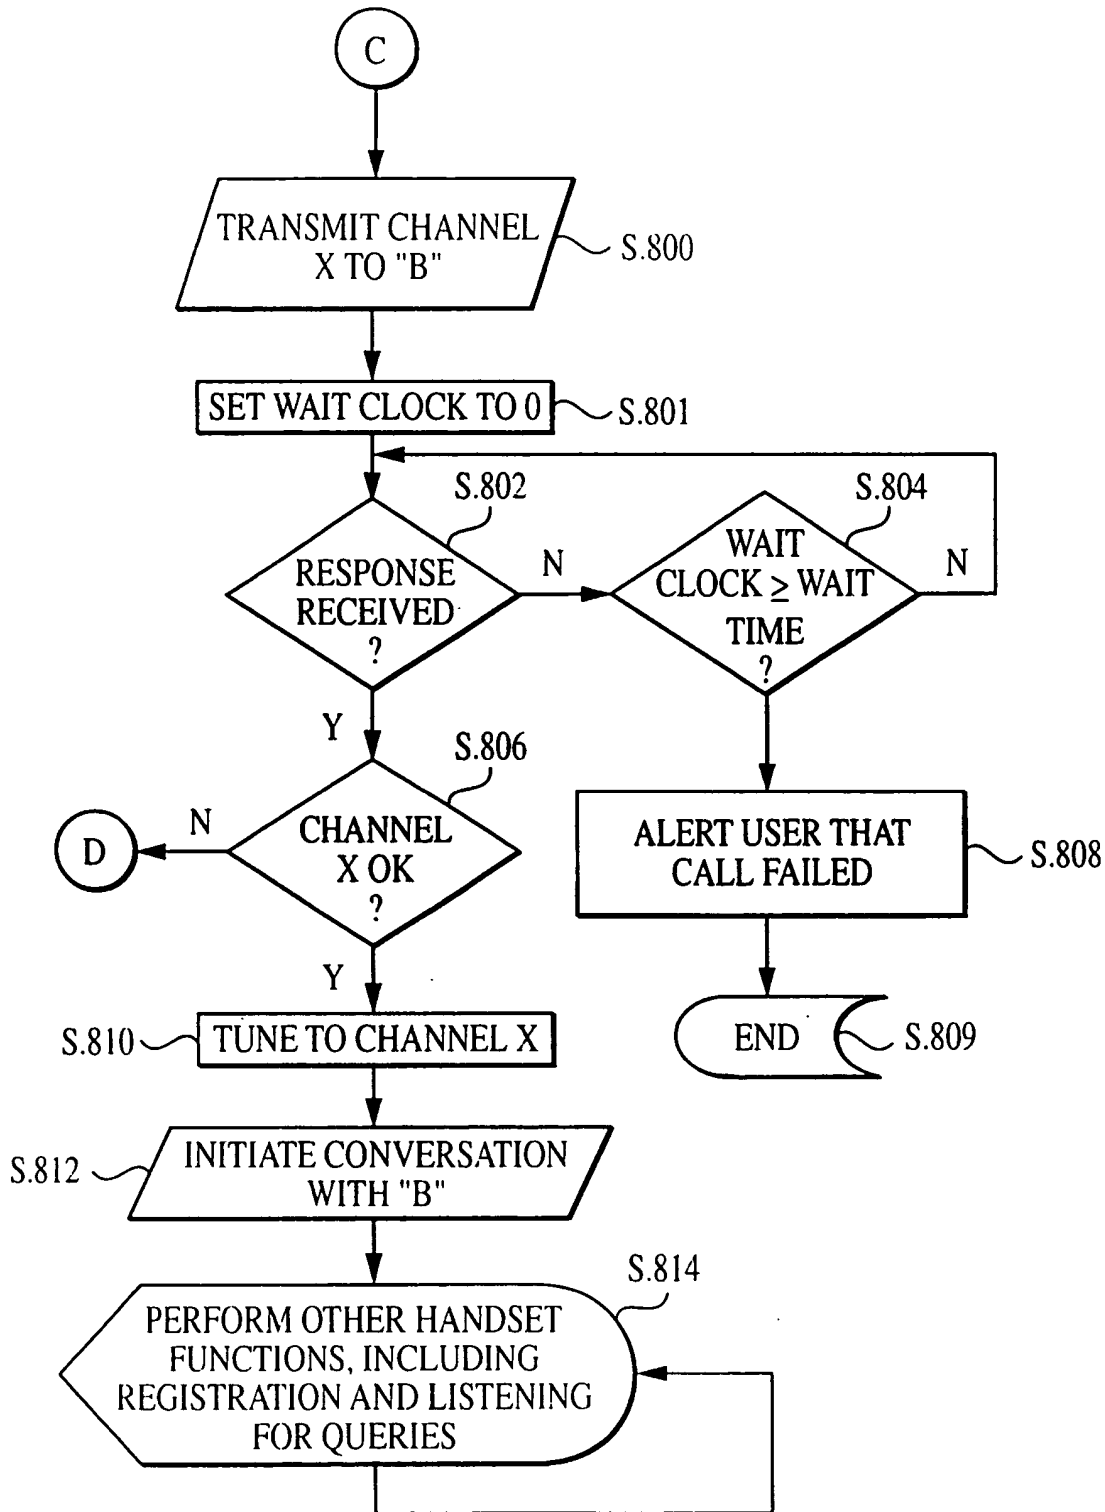 C
TRANSMIT CHANNEL
X TO "B"
S.800
SET WAIT CLOCK TO 0
S.801
S.802
RESPONSE
RECEIVED
?
N
S.804
WAIT
CLOCK ≥ WAIT
TIME
?
N
Y
S.806
CHANNEL
X OK
?
N
D
ALERT USER THAT
CALL FAILED
S.808
Y
END
S.809
S.810
TUNE TO CHANNEL X
S.812
INITIATE CONVERSATION
WITH "B"
S.814
PERFORM OTHER HANDSET
FUNCTIONS, INCLUDING
REGISTRATION AND LISTENING
FOR QUERIES